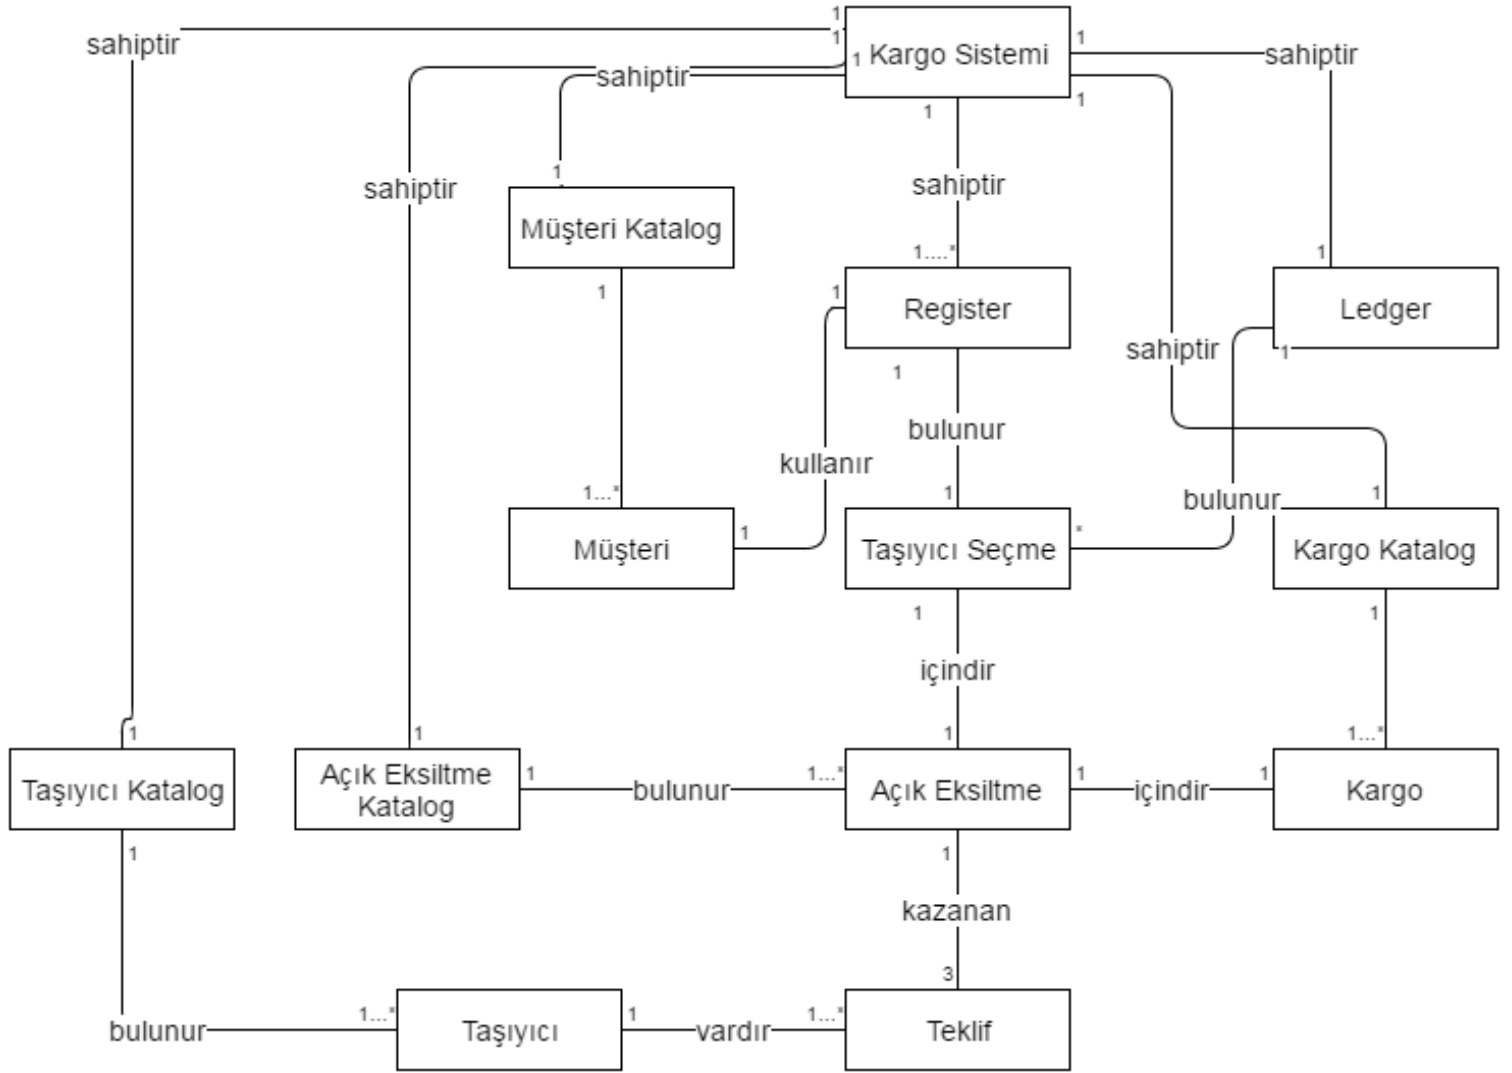 1
Kargo Sistemi
1
sahiptir
1
sahiptir
1
sahiptir
1
1
1
sahiptir
sahiptir
Müşteri Katalog
1
1....*
1
1
1
Register
Ledger
1
sahiptir
1
bulunur
kullanır
1...*
1
1
bulunur
Müşteri
1
Taşıyıcı Seçme
*
Kargo Katalog
1
1
içindir
1
1
1
1...*
Taşıyıcı Katalog
Açık Eksiltme
Katalog
1
bulunur
1...*
Açık Eksiltme
1
içindir
1
Kargo
1
1
kazanan
3
bulunur
1...*
Taşıyıcı
1
vardır
1...*
Teklif